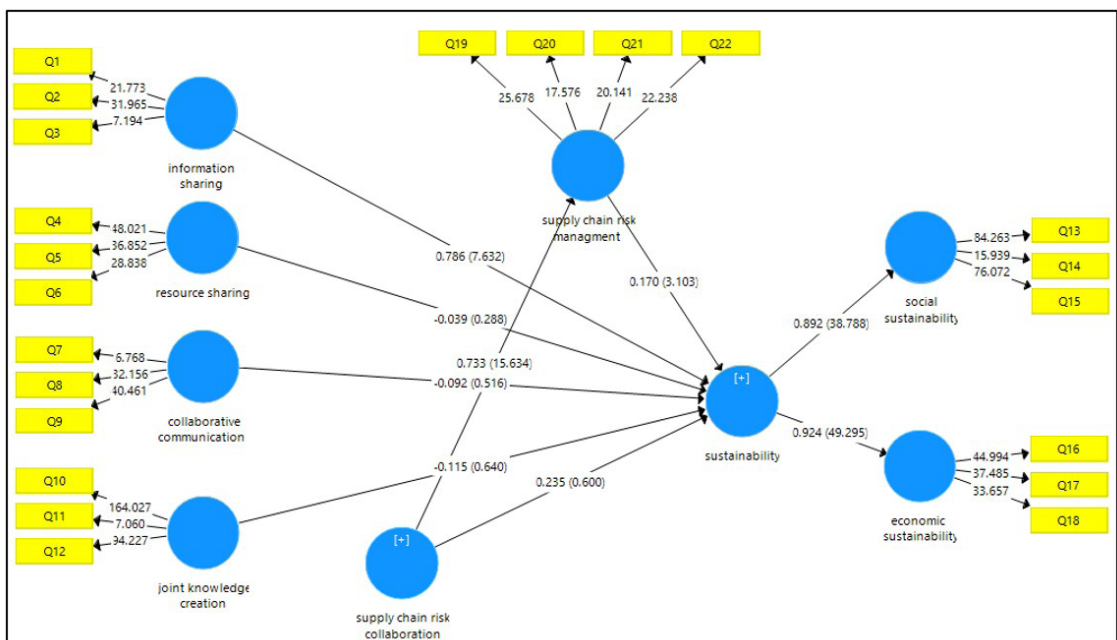 Q19
Q20
Q21
Q22
Q1
Q2
Q3
21.773
31.965
7.194
25.678
17.576
20.141
22.238
information
sharing
supply chain risk
managment
Q4
Q5
Q6
48.021
36.852
28.838
resource sharing
0.786 (7.632)
0.170 (3.103)
-0.039 (0.288)
Q13
Q14
Q15
84.263
15.939
76.072
social
sustainability
0.892 (38.788)
Q7
Q8
Q9
6.768
32.156
40.461
collaborative
communication
0.733 (15.634)
-0.092 (0.516)
[+]
sustainability
0.924 (49.295)
Q10
Q11
Q12
164.027
7.060
94.227
joint knowledge
creation
-0.115 (0.640)
0.235 (0.600)
[+]
supply chain risk
collaboration
Q16
Q17
Q18
44.994
37.485
33.657
economic
sustainability